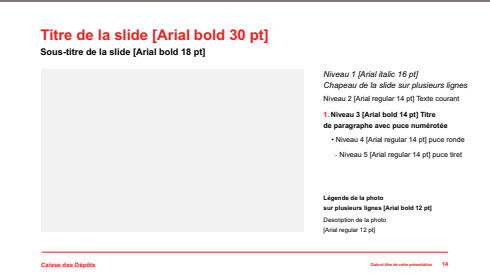 Titre de la slide [Arial bold 30 pt]
Sous-titre de la slide [Arial bold 18 pt]
Niveau 1 [Arial italic 16 pt]
Chapeau de la slide sur plusieurs lignes
Niveau 2 [Arial regular 14 pt] Texte courant
1. Niveau 3 [Arial bold 14 pt] Titre
de paragraphe avec puce numérotée
• Niveau 4 [Arial regular 14 pt] puce ronde
- Niveau 5 [Arial regular 14 pt] puce tiret
Légende de la photo
sur plusieurs lignes [Arial bold 12 pt]
Description de la photo
[Arial regular 12 pt]
Caisse des Dépôts
Date et titre de cette présentation
14